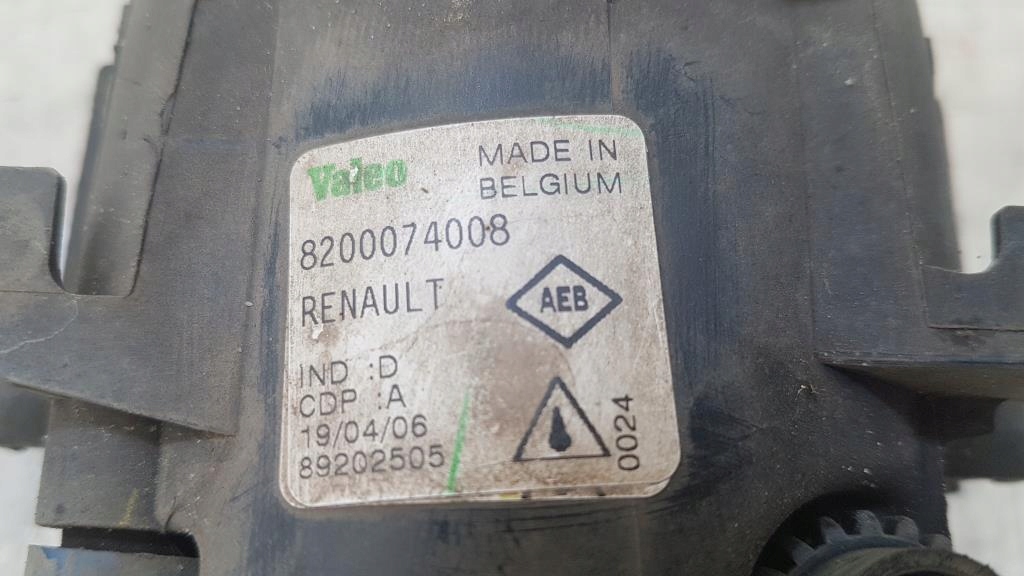 Valeo
MADE IN
BELGIUM
8200074008
RENAULT
AEB
IND :D
CDP :A
19/04/06
89202505
0024